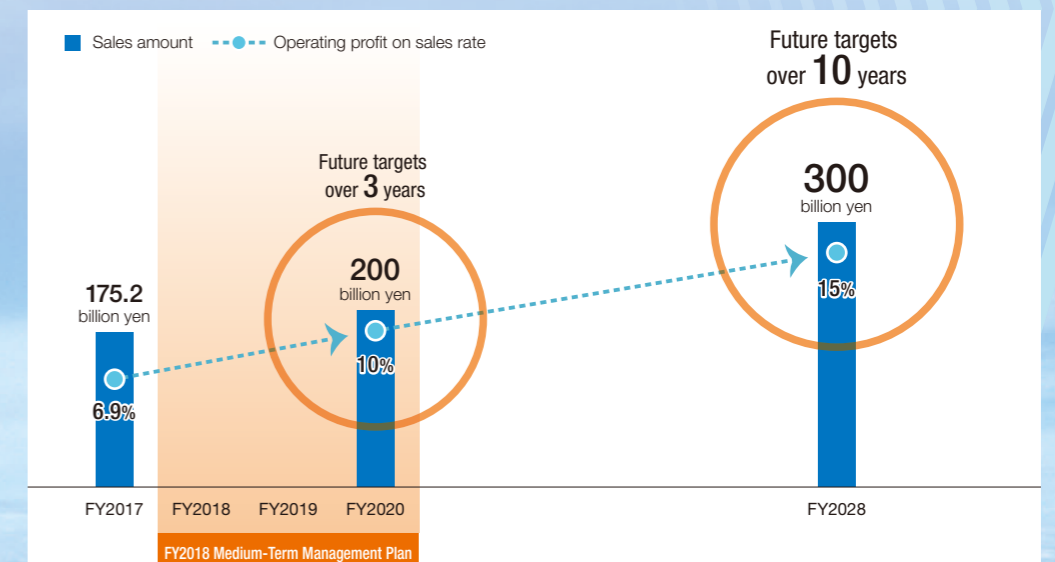 Sales amount
Operating profit on sales rate
Future targets
over 10 years
Future targets
over 3 years
300
billion yen
200
billion yen
175.2
billion yen
15%
10%
6.9%
FY2017
FY2018
FY2019
FY2020
FY2028
FY2018 Medium-Term Management Plan